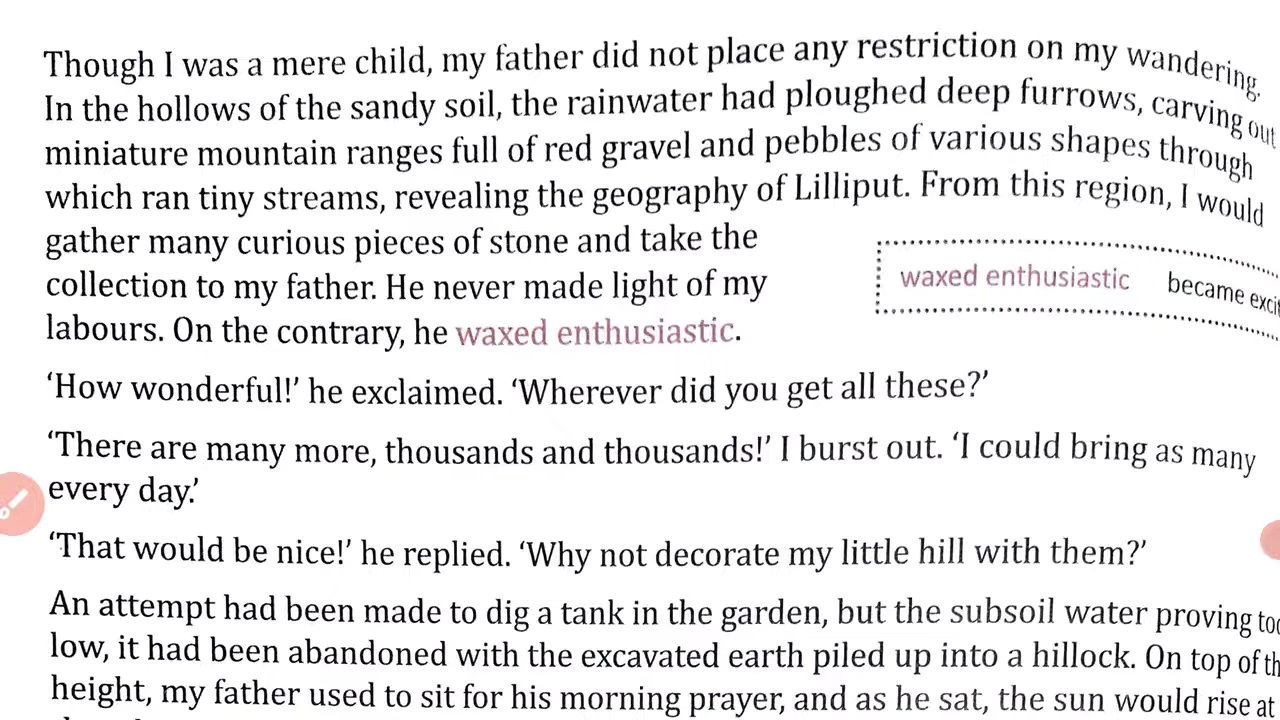 Though I was a mere child, my father did not place any restriction on my wandering.
In the hollows of the sandy soil, the rainwater had ploughed deep furrows, carving out
miniature mountain ranges full of red gravel and pebbles of various shapes through
which ran tiny streams, revealing the geography of Lilliput. From this region, I would
gather many curious pieces of stone and take the
collection to my father. He never made light of my
labours. On the contrary, he waxed enthusiastic.
waxed enthusiastic became
‘How wonderful!’ he exclaimed. ‘Wherever did you get all these?’
‘There are many more, thousands and thousands!’ I burst out. ‘I could bring as many
every day.’
‘That would be nice!’ he replied. ‘Why not decorate my little hill with them?’
An attempt had been made to dig a tank in the garden, but the subsoil water proving
low, it had been abandoned with the excavated earth piled up into a hillock. On top of
height, my father used to sit for his morning prayer, and as he sat, the sun would rise at